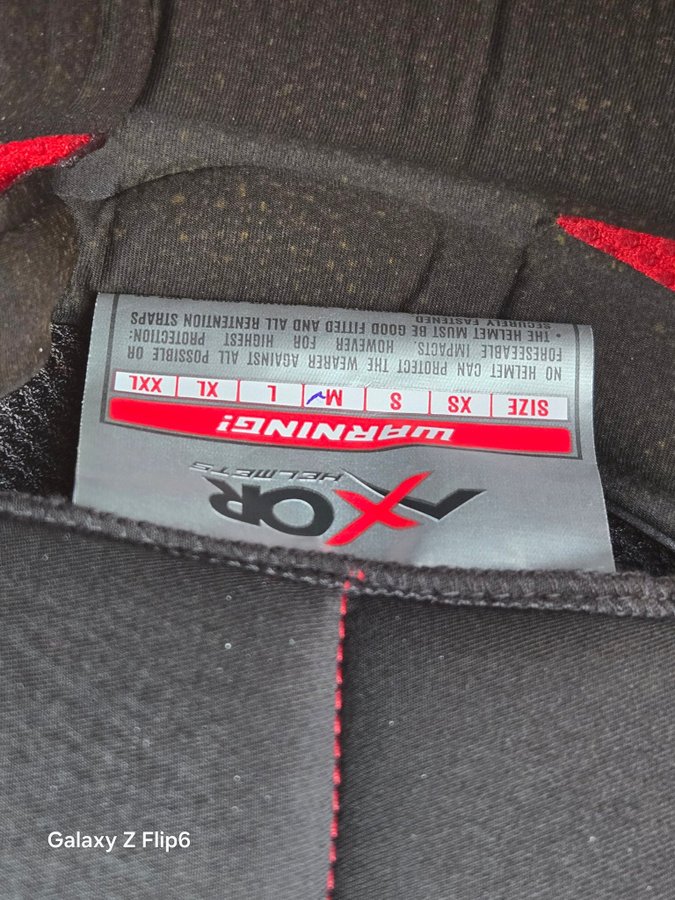 AXOR
HELMETS
WARNING!
SIZE XS S M L XL XXL
NO HELMET CAN PROTECT THE WEARER AGAINST ALL POSSIBLE OR
FORESEEABLE IMPACTS. HOWEVER FOR HIGHEST PROTECTION:
• THE HELMET MUST BE GOOD FITTED AND ALL RENTENTION STRAPS
SECURELY FASTENED.
Galaxy Z Flip6